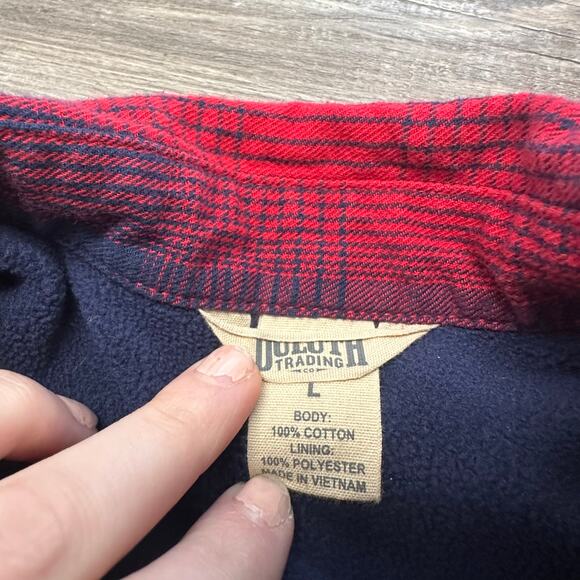 DULUTH
TRADING
CO
L
BODY:
100% COTTON
LINING:
100% POLYESTER
MADE IN VIETNAM